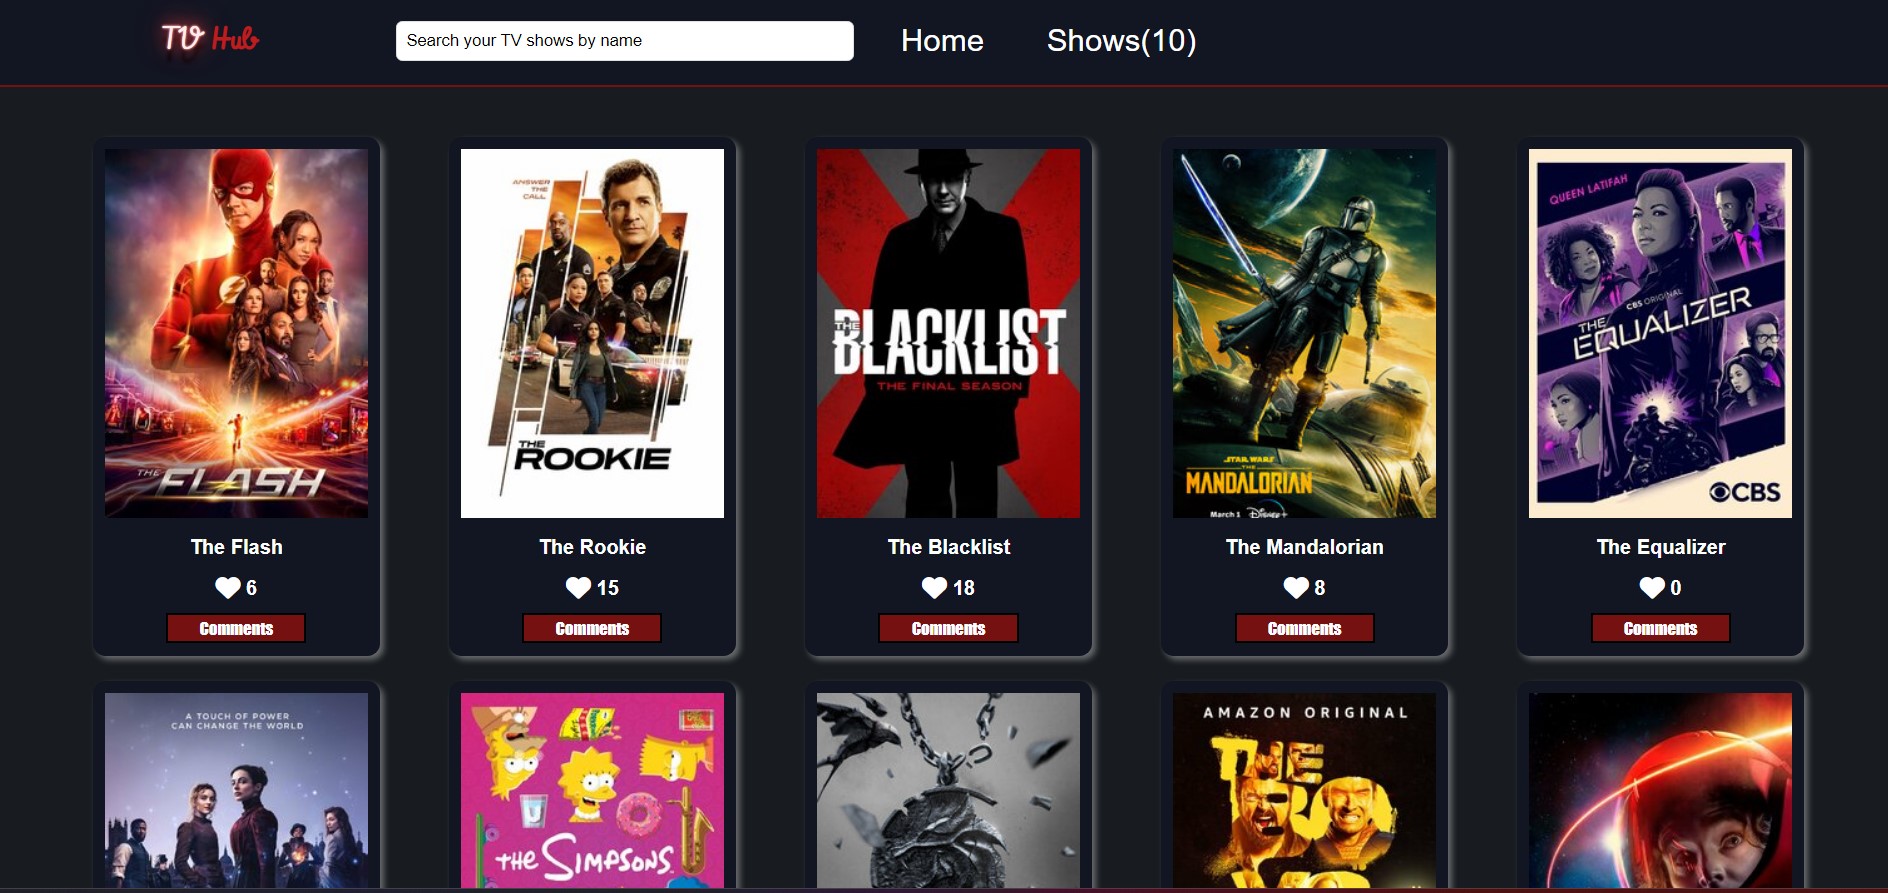 TV Hub
Search your TV shows by name
Home
Shows(10)
THE
FLASH
The Flash
6
Comments
ANSWER
THE
CALL
THE
ROOKIE
The Rookie
15
Comments
THE
BLACKLIST
THE FINAL SEASON
The Blacklist
18
Comments
STAR WARS
THE
MANDALORIAN
March 1 Disney+
The Mandalorian
8
Comments
QUEEN LATIFAH
CBS ORIGINAL
THE
EQUALIZER
CBS
The Equalizer
0
Comments
A TOUCH OF POWER
CAN CHANGE THE WORLD
THE SIMPSONS
AMAZON ORIGINAL
THE
BO